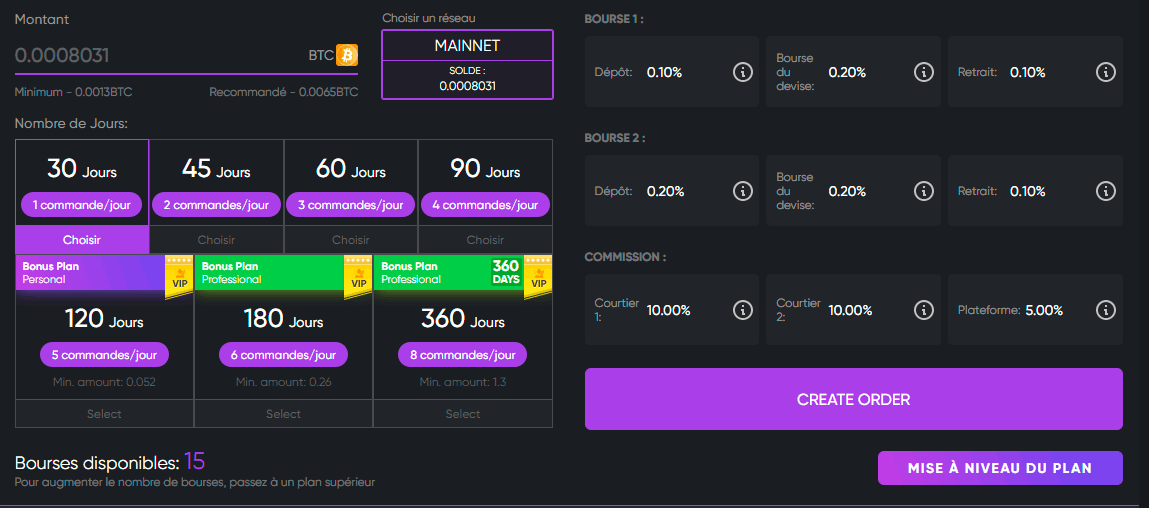 Montant
0.0008031
BTC
Minimum - 0.0013BTC
Recommandé - 0.0065BTC
Choisir un réseau
MAINNET
SOLDE :
0.0008031
Nombre de Jours:
30 Jours
1 commande/jour
Choisir
45 Jours
2 commandes/jour
Choisir
60 Jours
3 commandes/jour
Choisir
90 Jours
4 commandes/jour
Choisir
Bonus Plan
Personal
VIP
120 Jours
5 commandes/jour
Min. amount: 0.052
Select
Bonus Plan
Professional
VIP
180 Jours
6 commandes/jour
Min. amount: 0.26
Select
Bonus Plan
Professional
360
DAYS
VIP
360 Jours
8 commandes/jour
Min. amount: 1.3
Select
Bourses disponibles: 15
Pour augmenter le nombre de bourses, passez à un plan supérieur
BOURSE 1 :
Dépôt: 0.10%
Bourse
du
devise:
0.20%
Retrait: 0.10%
BOURSE 2 :
Dépôt: 0.20%
Bourse
du
devise:
0.20%
Retrait: 0.10%
COMMISSION :
Courtier
1:
10.00%
Courtier
2:
10.00%
Plateforme: 5.00%
CREATE ORDER
MISE À NIVEAU DU PLAN